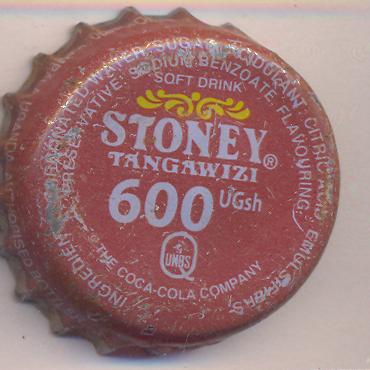 INGREDIENTS: CARBONATED WATER, SUGAR, ACIDULANT: CITRIC ACID, EMULSIFIERS
PRESERVATIVE: SODIUM BENZOATE, FLAVOURING.
SOFT DRINK
STONEY®
TANGAWIZI
600 UGsh
UNBS
Q
© THE COCA-COLA COMPANY